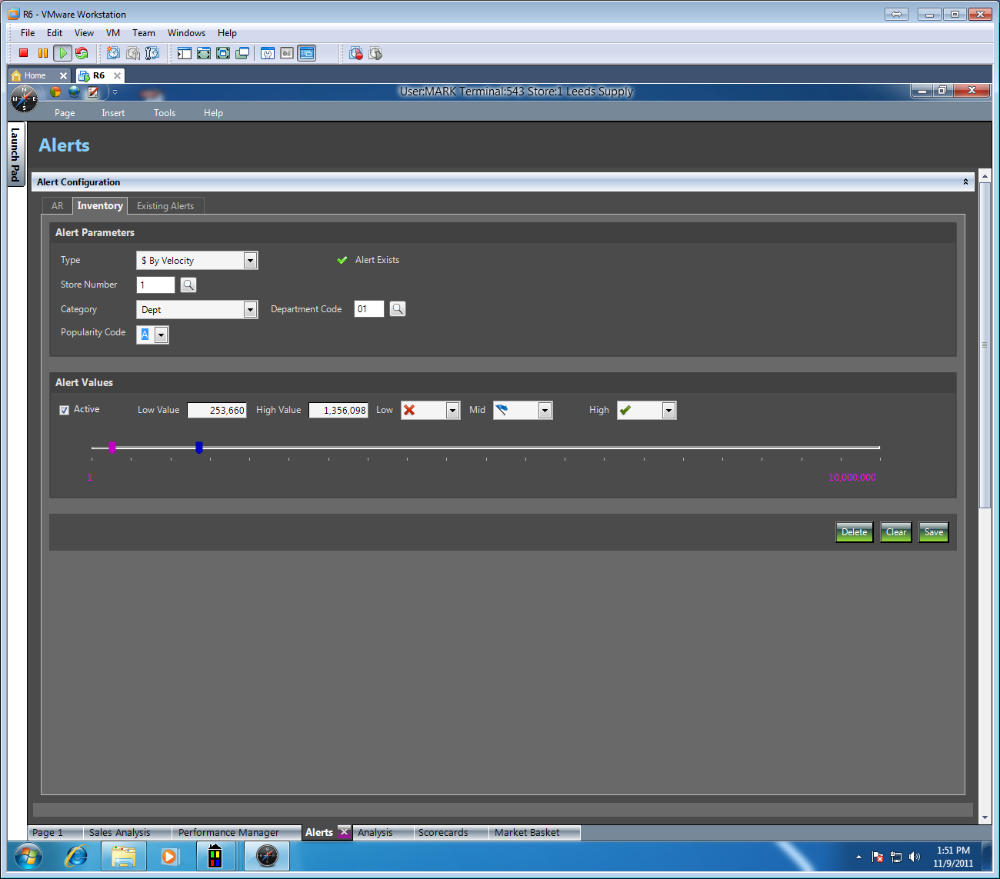 R6 - VMware Workstation
File Edit View VM Team Windows Help
Home R6
N
W E
S
User:MARK Terminal:543 Store:1 Leeds Supply
Page Insert Tools Help
Launch Pad
Alerts
Alert Configuration
AR Inventory Existing Alerts
Alert Parameters
Type $ By Velocity Alert Exists
Store Number 1
Category Dept Department Code 01
Popularity Code A
Alert Values
Active Low Value 253,660 High Value 1,356,098 Low Mid High
1 10,000,000
Delete Clear Save
Page 1 Sales Analysis Performance Manager Alerts Analysis Scorecards Market Basket
1:51 PM
11/9/2011